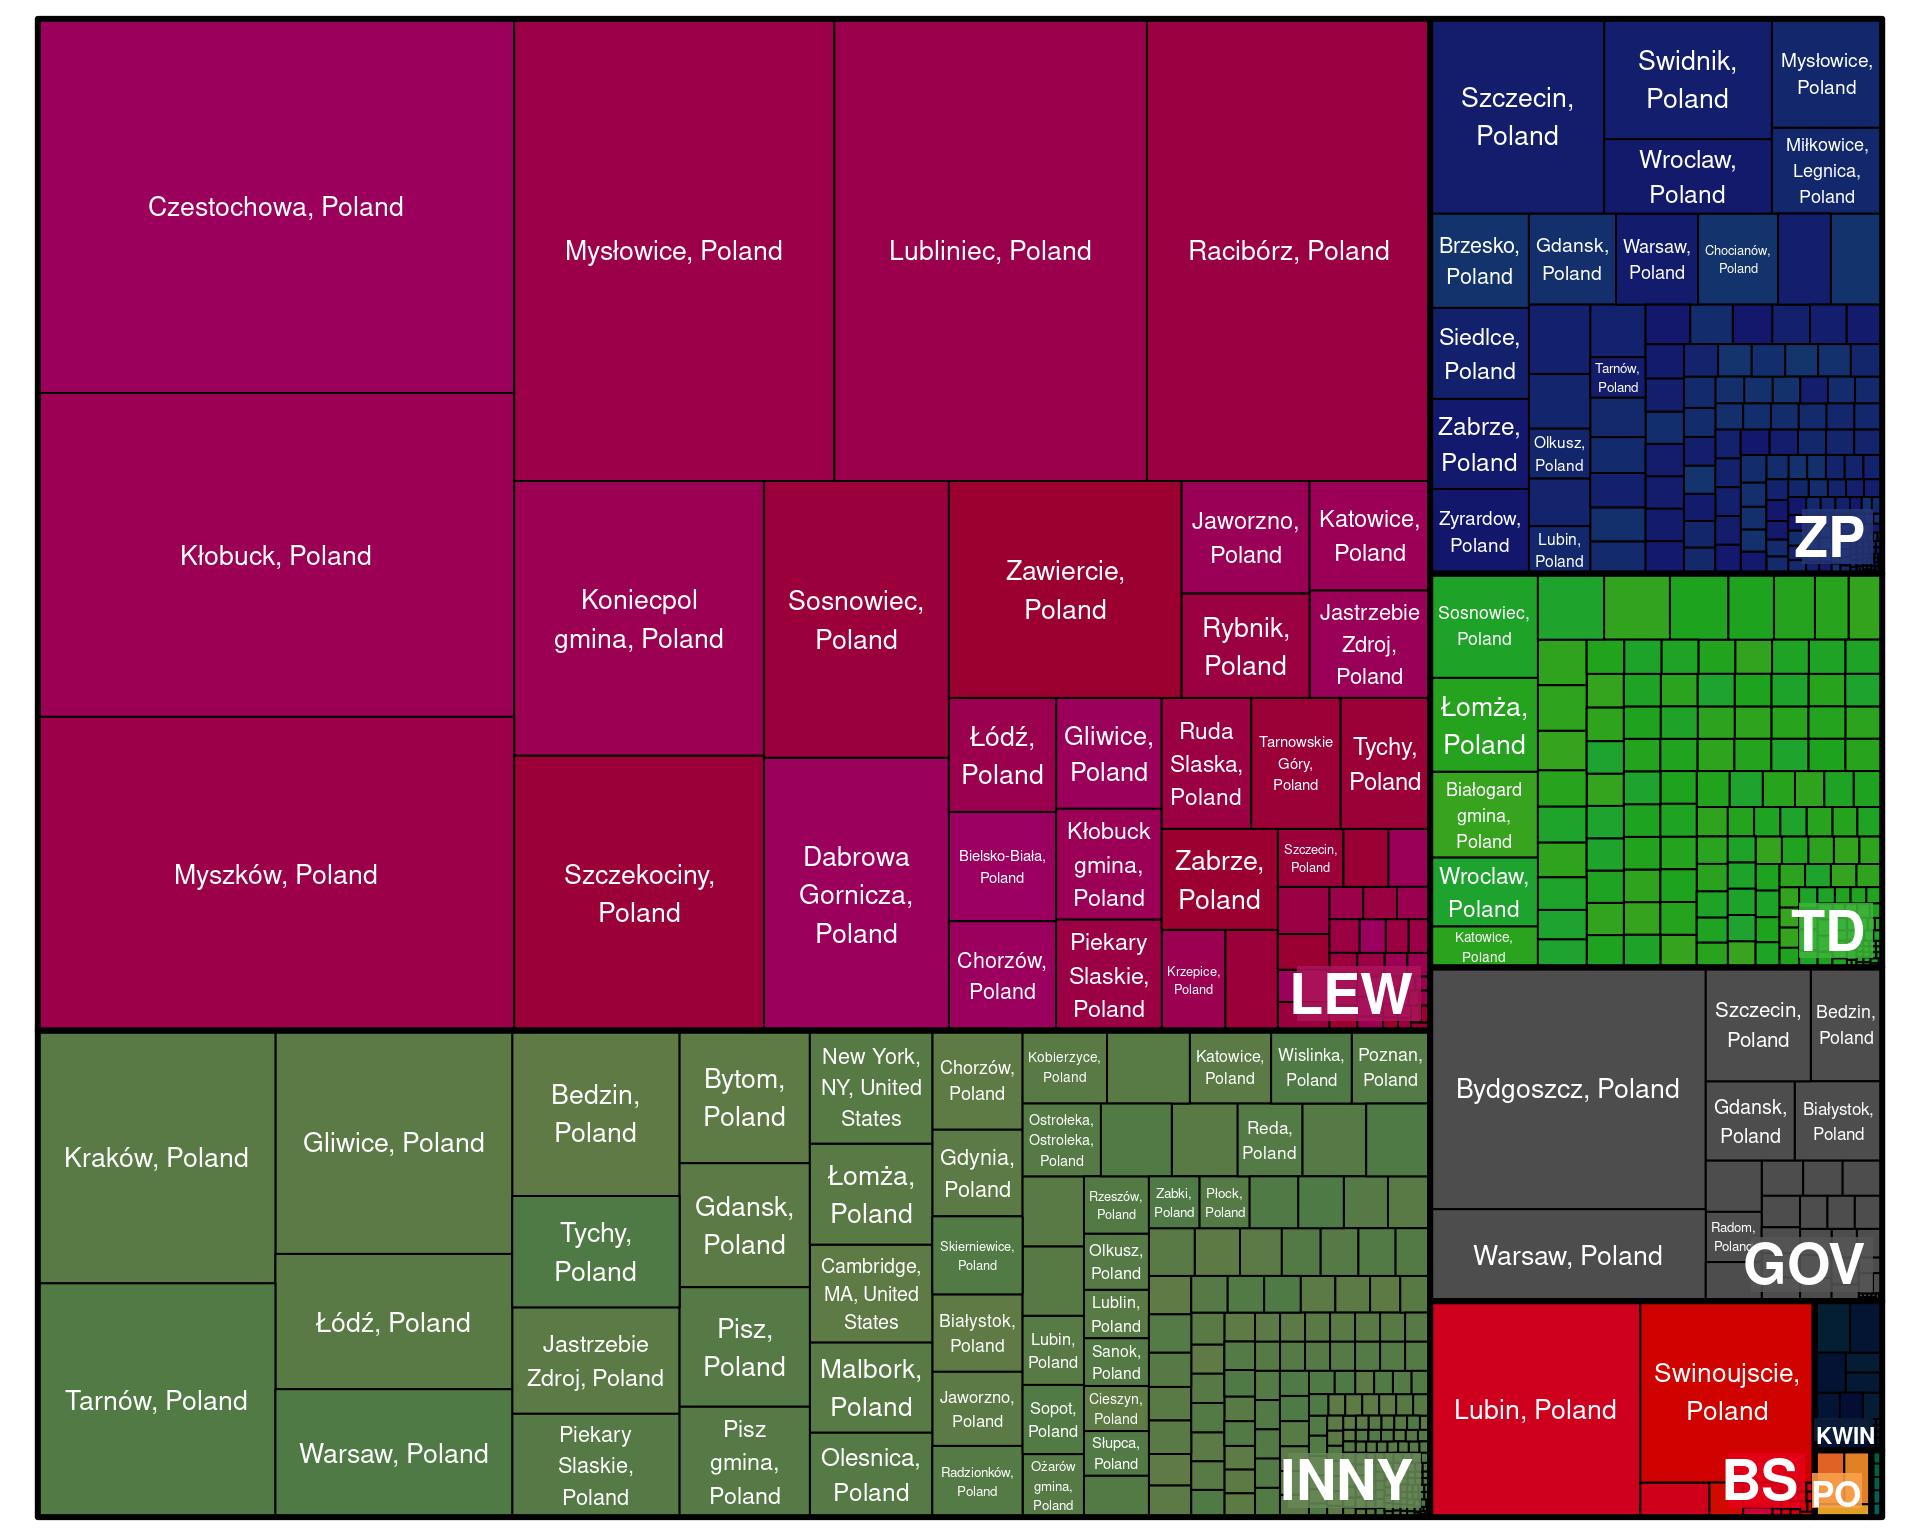 Czestochowa, Poland
Kłobuck, Poland
Myszków, Poland
Mysłowice, Poland
Lubliniec, Poland
Racibórz, Poland
Koniecpol
gmina, Poland
Szczekociny,
Poland
Sosnowiec,
Poland
Dabrowa
Gornicza,
Poland
Zawiercie,
Poland
Jaworzno,
Poland
Katowice,
Poland
Rybnik,
Poland
Jastrzebie
Zdroj,
Poland
Łódź,
Poland
Bielsko-Biała,
Poland
Chorzów,
Poland
Gliwice,
Poland
Kłobuck
gmina,
Poland
Piekary
Slaskie,
Poland
Ruda
Slaska,
Poland
Tarnowskie
Góry,
Poland
Tychy,
Poland
Zabrze,
Poland
Szczecin,
Poland
Krzepice,
Poland
LEW
Kraków, Poland
Tarnów, Poland
Gliwice, Poland
Łódź, Poland
Warsaw, Poland
Bedzin,
Poland
Tychy,
Poland
Jastrzebie
Zdroj, Poland
Piekary
Slaskie,
Poland
Bytom,
Poland
Gdansk,
Poland
Pisz,
Poland
Pisz
gmina,
Poland
New York,
NY, United
States
Łomża,
Poland
Cambridge,
MA, United
States
Malbork,
Poland
Olesnica,
Poland
Chorzów,
Poland
Gdynia,
Poland
Skierniewice,
Poland
Białystok,
Poland
Jaworzno,
Poland
Radzionków,
Poland
Kobierzyce,
Poland
Katowice,
Poland
Wislinka,
Poland
Poznan,
Poland
Ostrołeka,
Ostroleka,
Poland
Reda,
Poland
Lubin,
Poland
Sopot,
Poland
Ożarów
gmina,
Poland
Rzeszów,
Poland
Zabki,
Poland
Płock,
Poland
Olkusz,
Poland
Lublin,
Poland
Sanok,
Poland
Cieszyn,
Poland
Słupca,
Poland
INNY
Szczecin,
Poland
Swidnik,
Poland
Mysłowice,
Poland
Wroclaw,
Poland
Miłkowice,
Legnica,
Poland
Brzesko,
Poland
Gdansk,
Poland
Warsaw,
Poland
Chocianów,
Poland
Siedlce,
Poland
Zabrze,
Poland
Zyrardow,
Poland
Tarnów,
Poland
Olkusz,
Poland
Lubin,
Poland
ZP
Sosnowiec,
Poland
Łomża,
Poland
Białogard
gmina,
Poland
Wroclaw,
Poland
Katowice,
Poland
TD
Bydgoszcz, Poland
Warsaw, Poland
Szczecin,
Poland
Bedzin,
Poland
Gdansk,
Poland
Białystok,
Poland
Radom,
Poland
GOV
Lubin, Poland
Swinoujscie,
Poland
BS
KWIN
PO